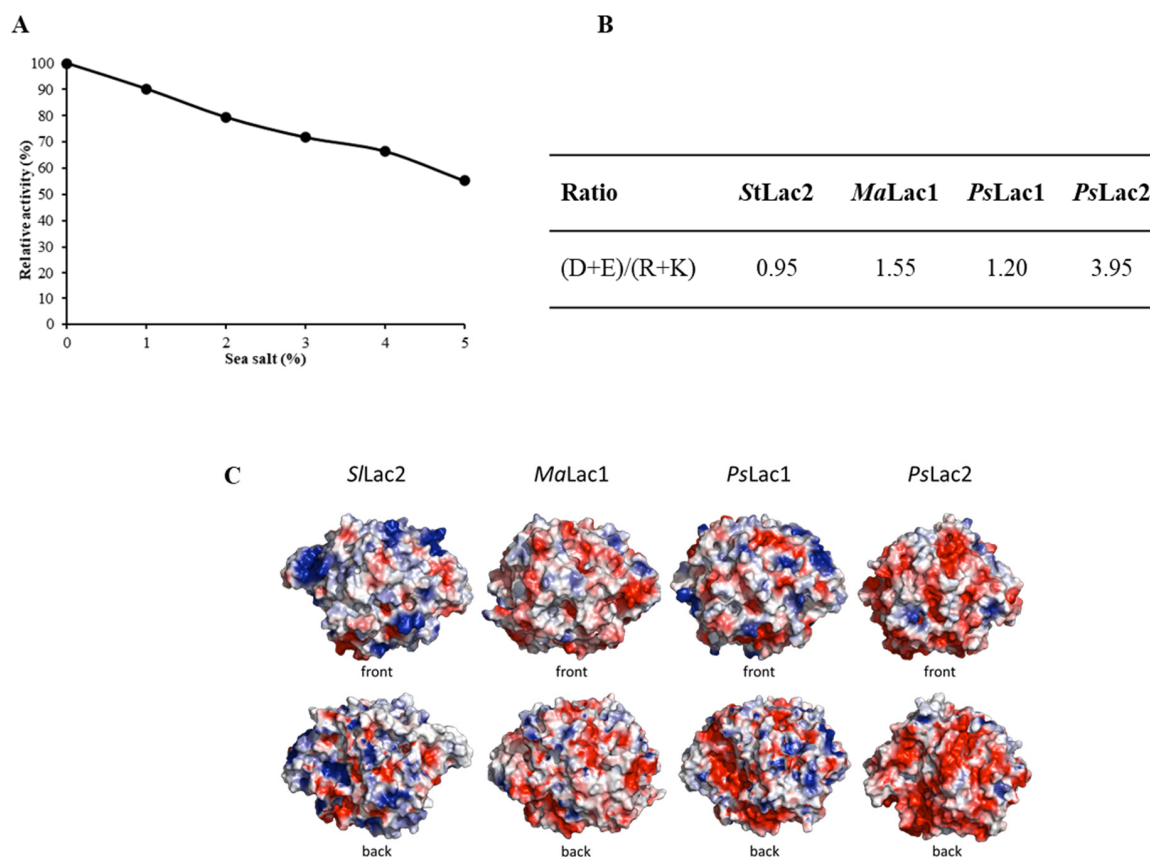 A
B
100
90
80
70
60
50
40
30
20
10
0
Relative activity (%)
0 1 2 3 4 5
Sea salt (%)
Ratio StLac2 MaLac1 PsLac1 PsLac2
(D+E)/(R+K) 0.95 1.55 1.20 3.95
C
SlLac2 MaLac1 PsLac1 PsLac2
front front front front
back back back back